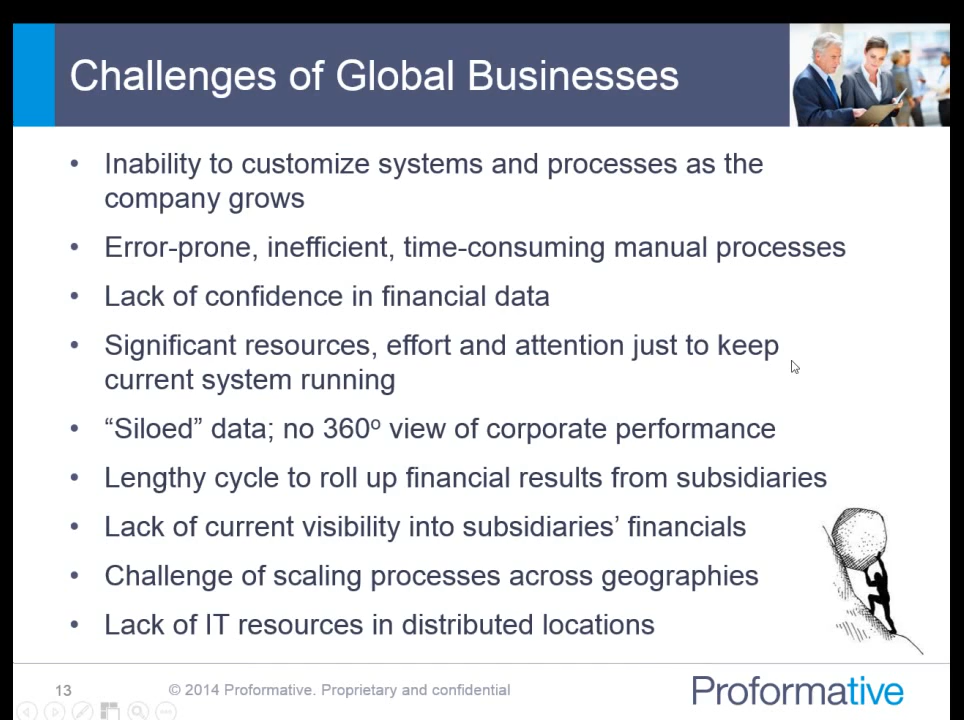 Challenges of Global Businesses
• Inability to customize systems and processes as the
company grows
• Error-prone, inefficient, time-consuming manual processes
• Lack of confidence in financial data
• Significant resources, effort and attention just to keep
current system running
• “Siloed” data; no 360º view of corporate performance
• Lengthy cycle to roll up financial results from subsidiaries
• Lack of current visibility into subsidiaries’ financials
• Challenge of scaling processes across geographies
• Lack of IT resources in distributed locations
13 © 2014 Proformative. Proprietary and confidential Proformative